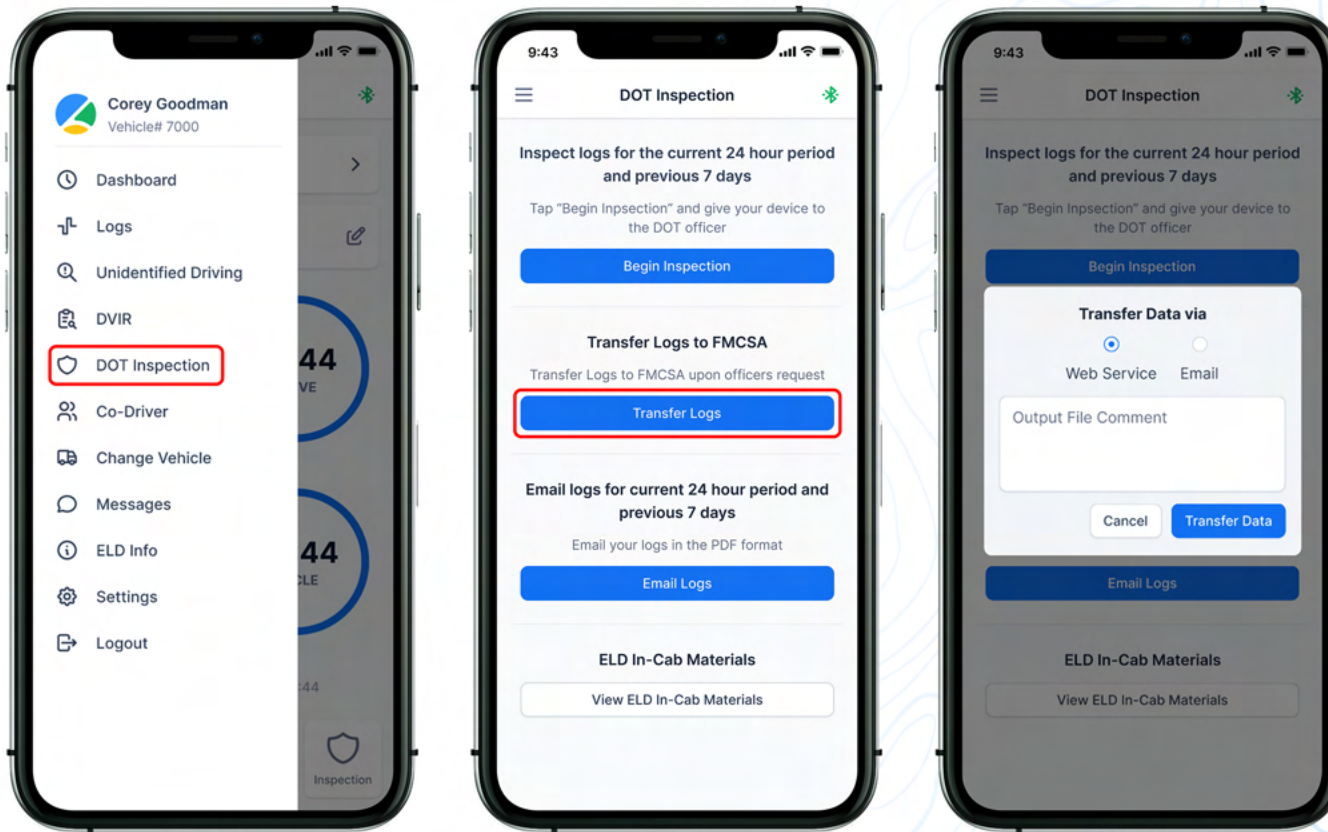 Corey Goodman
Vehicle# 7000
Dashboard
Logs
Unidentified Driving
DVIR
DOT Inspection
Co-Driver
Change Vehicle
Messages
ELD Info
Settings
Logout
44
VE
44
CLE
:44
Inspection
9:43
DOT Inspection
Inspect logs for the current 24 hour period
and previous 7 days
Tap "Begin Inpsection" and give your device to
the DOT officer
Begin Inspection
Transfer Logs to FMCSA
Transfer Logs to FMCSA upon officers request
Transfer Logs
Email logs for current 24 hour period and
previous 7 days
Email your logs in the PDF format
Email Logs
ELD In-Cab Materials
View ELD In-Cab Materials
9:43
DOT Inspection
Inspect logs for the current 24 hour period
and previous 7 days
Tap "Begin Inpsection" and give your device to
the DOT officer
Begin Inspection
Transfer Data via
Web Service Email
Output File Comment
Cancel Transfer Data
Email Logs
ELD In-Cab Materials
View ELD In-Cab Materials